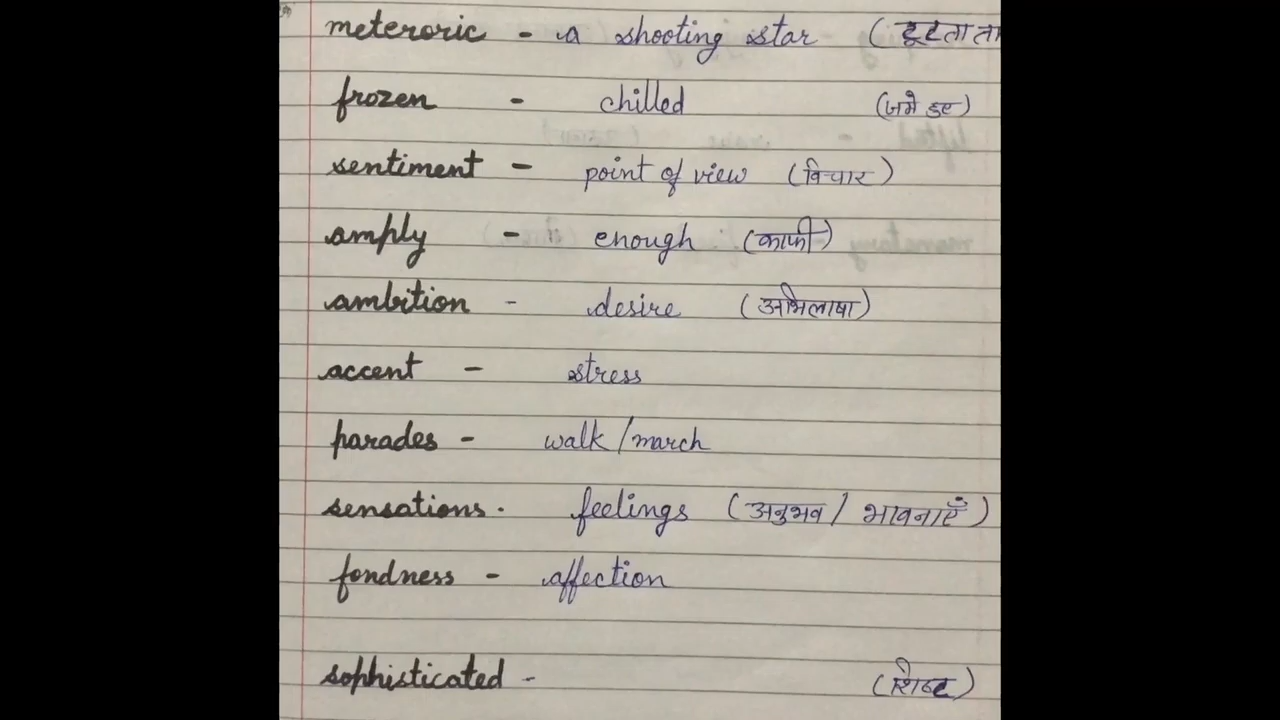 meteroric - a shooting star (टूटता ता
frozen - chilled (जमे हुए)
sentiment - point of view (विचार)
amply - enough (काफी)
ambition - desire (अभिलाषा)
accent - stress
parades - walk/march
sensations - feelings (अनुभव / भावनाएँ)
fondness - affection
sophisticated - (शिष्ट)